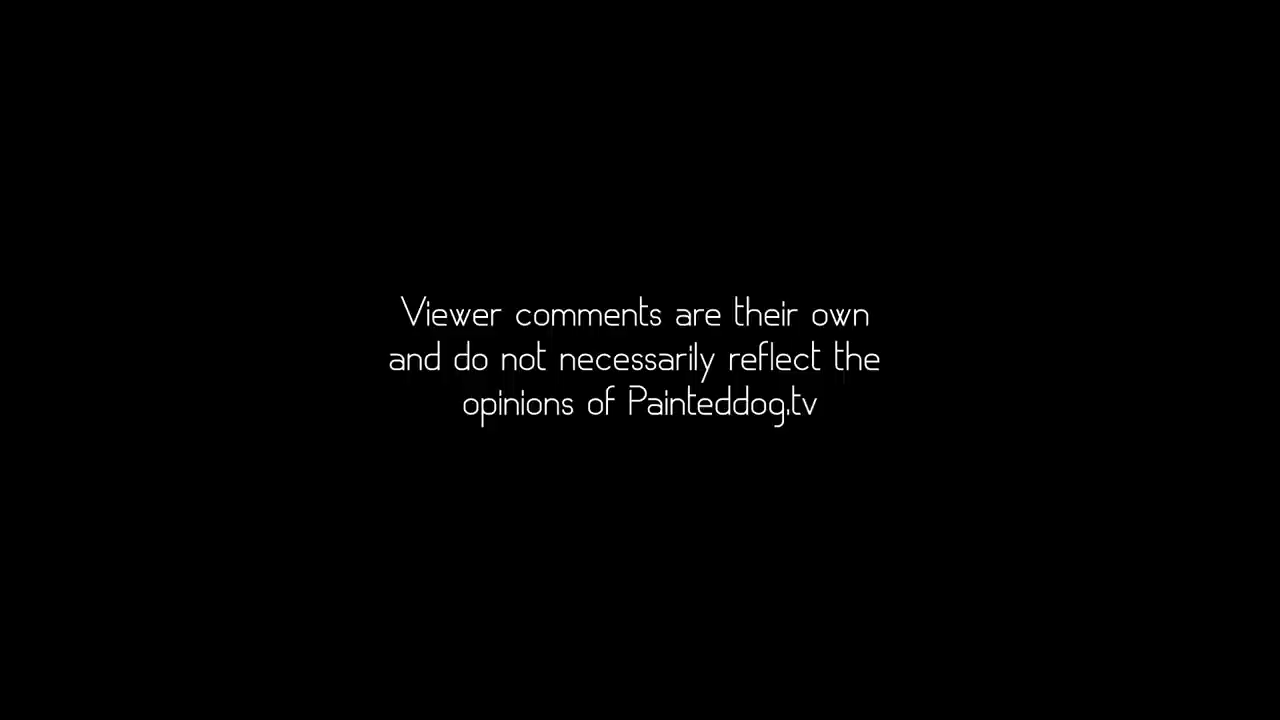 Viewer comments are their own
and do not necessarily reflect the
opinions of Painteddog.tv